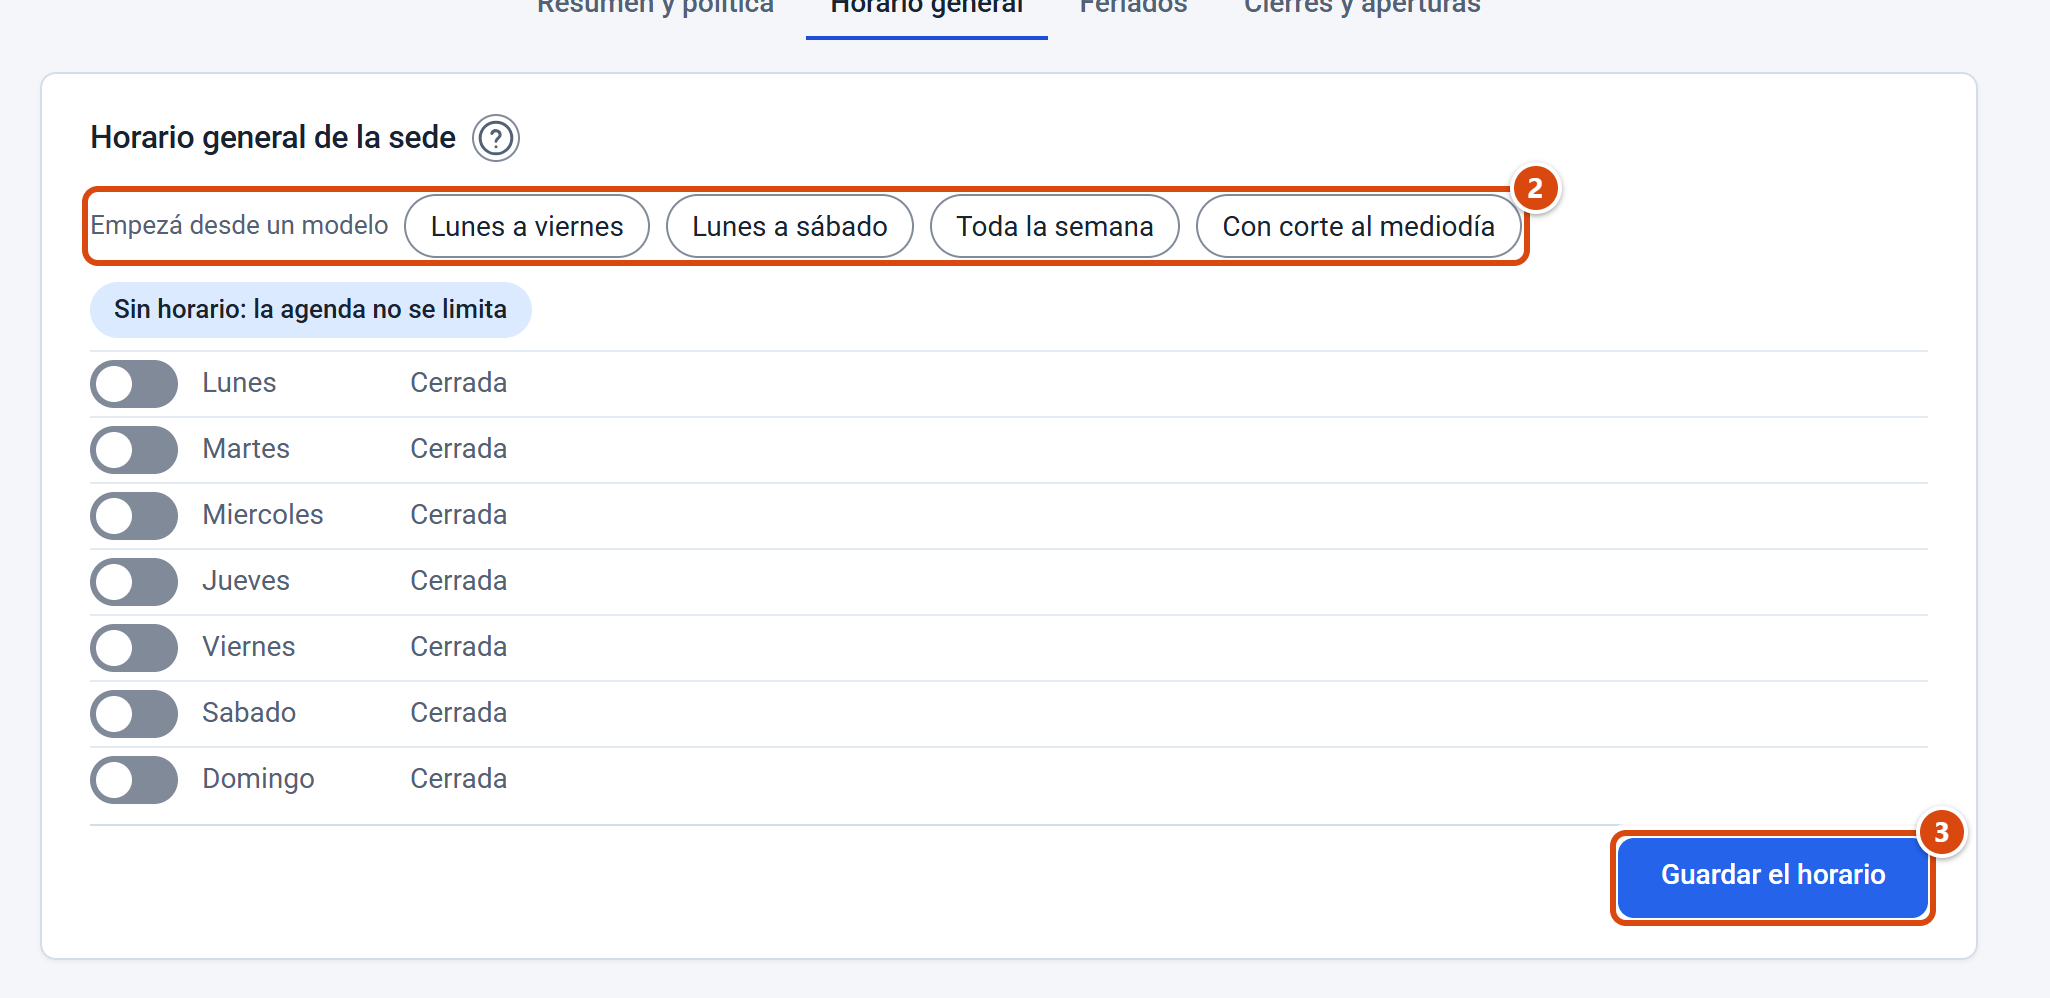 Resumen y política Horario general Feriados Cierres y aperturas
Horario general de la sede ?
2
Empezá desde un modelo Lunes a viernes Lunes a sábado Toda la semana Con corte al mediodía
Sin horario: la agenda no se limita
Lunes Cerrada
Martes Cerrada
Miercoles Cerrada
Jueves Cerrada
Viernes Cerrada
Sabado Cerrada
Domingo Cerrada
3
Guardar el horario